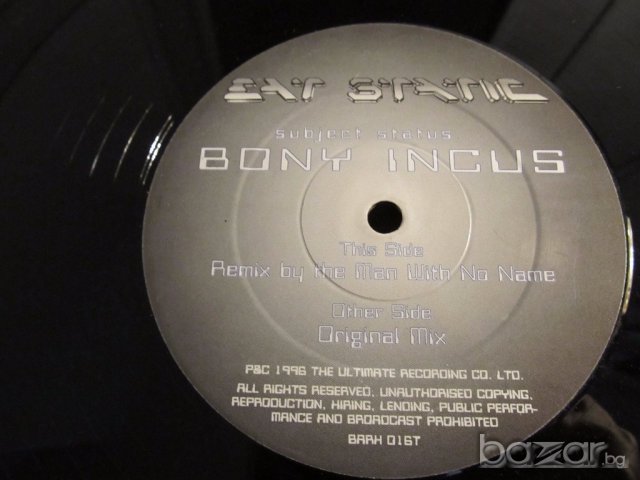 EAT STATIC
subject status
BONY INCUS
This Side
Remix by the Man With No Name
Other Side
Original Mix
P&C 1996 THE ULTIMATE RECORDING CO. LTD.
ALL RIGHTS RESERVED. UNAUTHORISED COPYING,
REPRODUCTION, HIRING, LENDING, PUBLIC PERFOR-
MANCE AND BROADCAST PROHIBITED
BARK 016T
bazar.bg